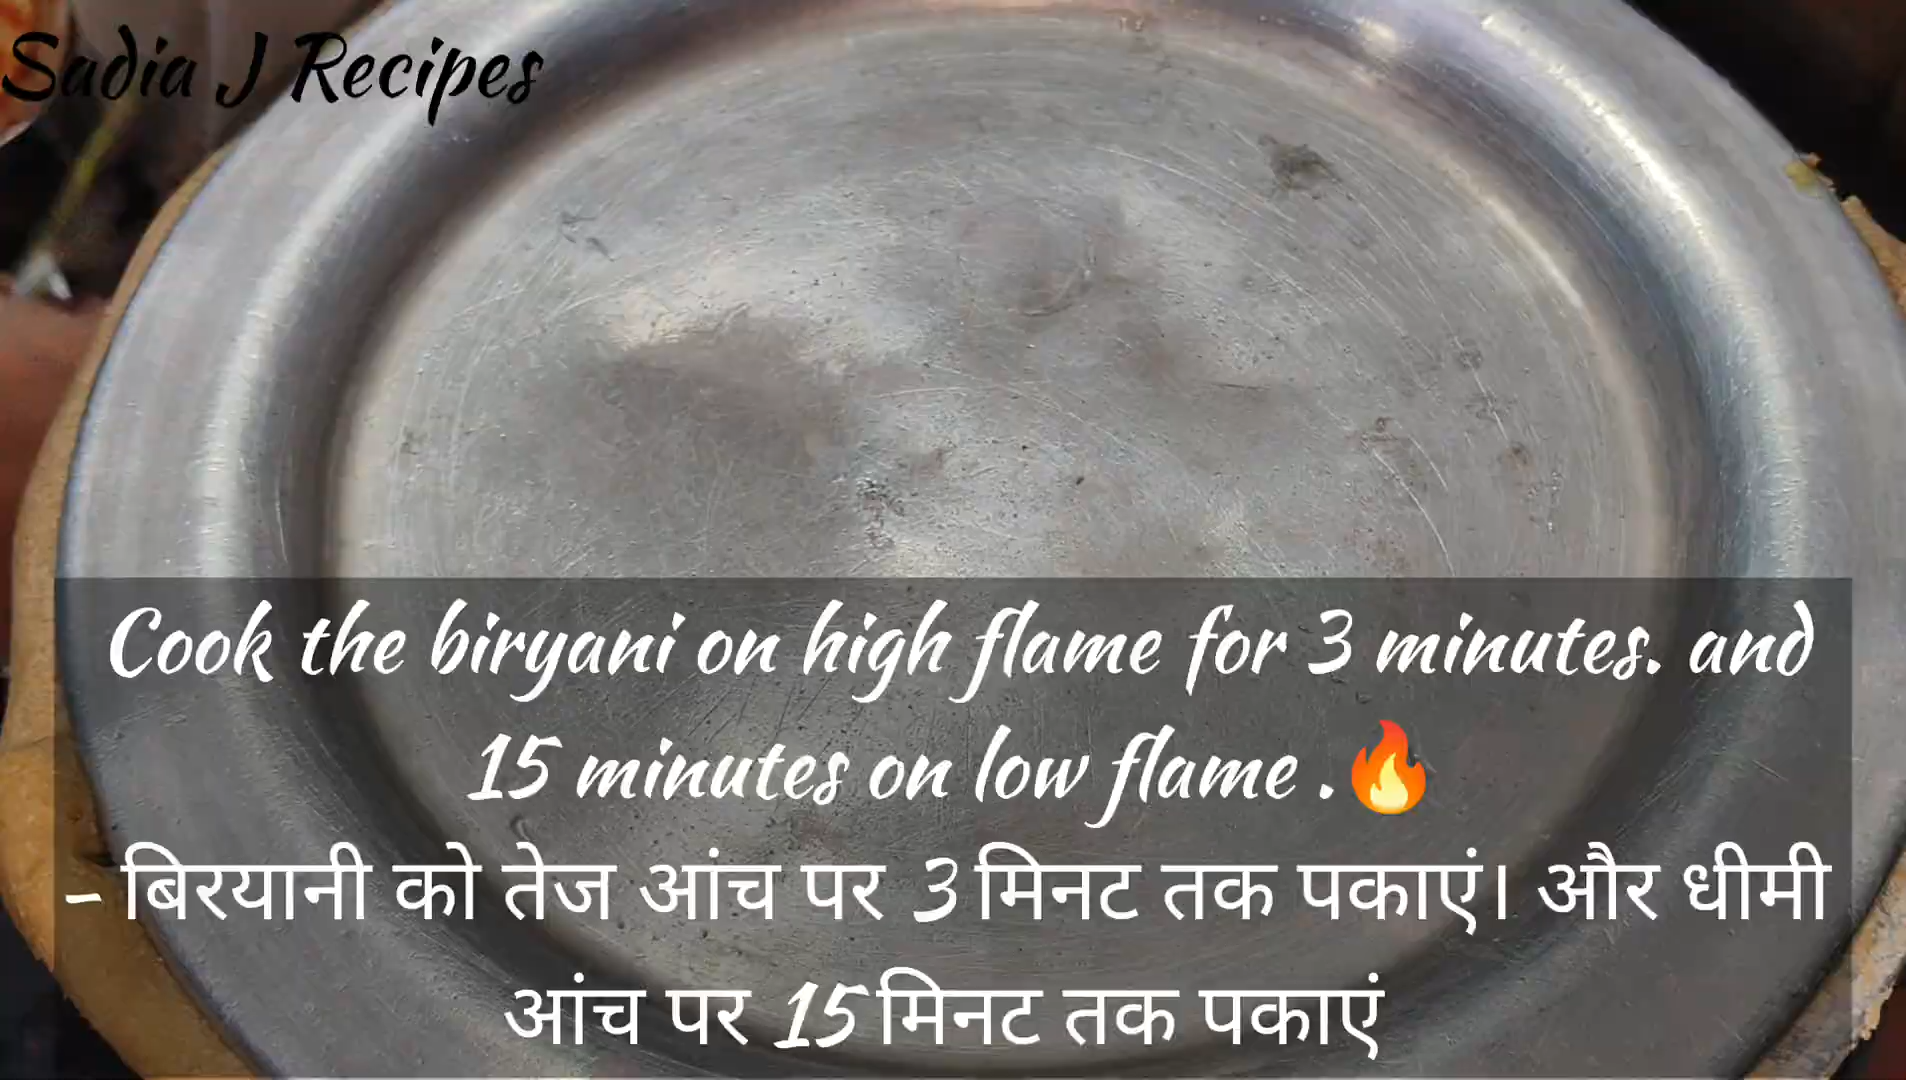 Sadia J Recipes
Cook the biryani on high flame for 3 minutes. and
15 minutes on low flame .🔥
- बिरयानी को तेज आंच पर 3 मिनट तक पकाएं। और धीमी
आंच पर 15 मिनट तक पकाएं